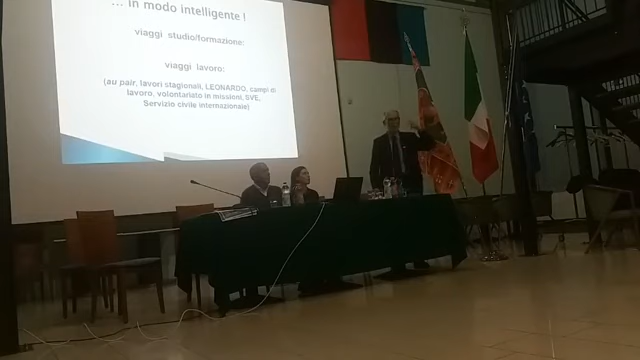 ... in modo intelligente !
viaggi studio/formazione:
viaggi lavoro:
(au pair, lavori stagionali, LEONARDO, campi di
lavoro, volontariato in missioni, SVE,
Servizio civile internazionale)